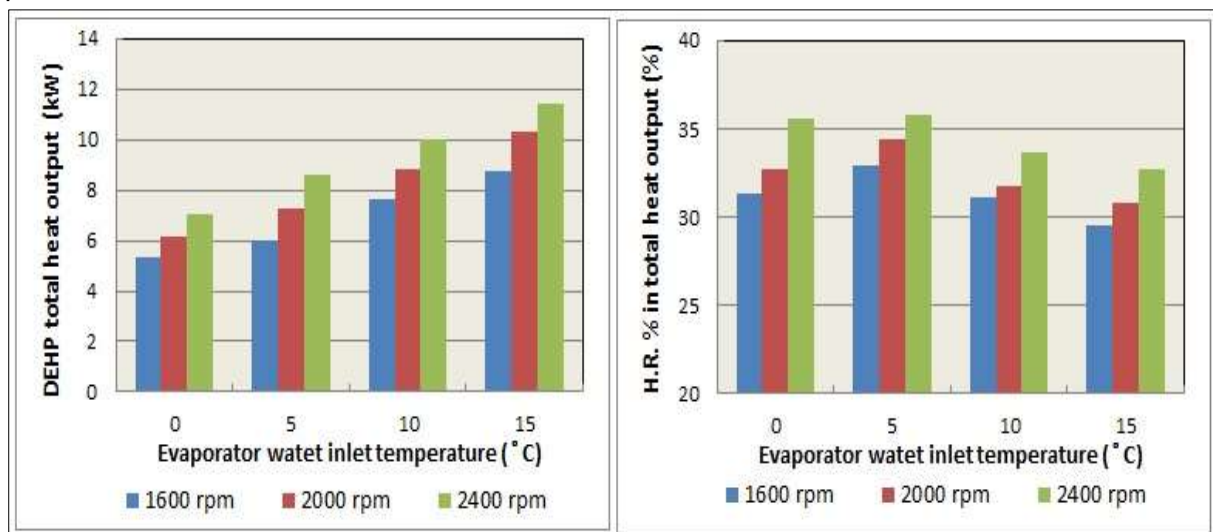 DEHP total heat output (kW)
14
12
10
8
6
4
2
0
0 5 10 15
Evaporator watet inlet temperature (˚C)
1600 rpm 2000 rpm 2400 rpm
H.R. % in total heat output (%)
40
35
30
25
20
0 5 10 15
Evaporator watet inlet temperature (˚C)
1600 rpm 2000 rpm 2400 rpm